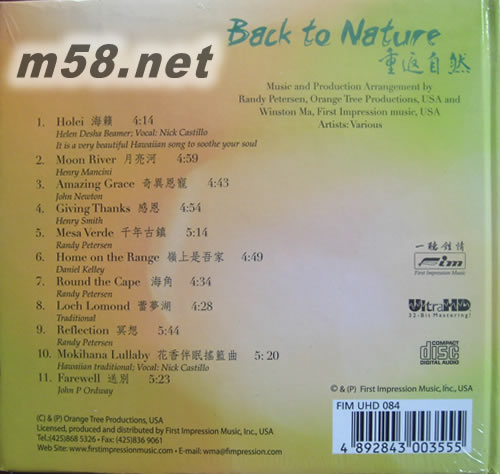 m58.net
Back to Nature
重返自然
Music and Production Arrangement by
Randy Petersen, Orange Tree Productions, USA and
Winston Ma, First Impression music, USA
Artists: Various
1. Holei 海籟 4:14
Helen Desha Beamer; Vocal: Nick Castillo
It is a very beautiful Hawaiian song to soothe your soul
2. Moon River 月亮河 4:59
Henry Mancini
3. Amazing Grace 奇異恩寵 4:43
John Newton
4. Giving Thanks 感恩 4:54
Henry Smith
5. Mesa Verde 千年古鎮 5:14
Randy Petersen
6. Home on the Range 嶺上是吾家 4:49
Daniel Kelley
7. Round the Cape 海角 4:34
Randy Petersen
8. Loch Lomond 蕾夢湖 4:28
Traditional
9. Reflection 冥想 5:44
Randy Petersen
10. Mokihana Lullaby 花香伴眠搖籃曲 5: 20
Hawaiian traditional; Vocal: Nick Castillo
11. Farewell 送別 5:23
John P Ordway
一聽鍾情
fim
First Impression Music
UltraHD
32-Bit Mastering!
COMPACT
disc
DIGITAL AUDIO
© & (P) First Impression Music, Inc., USA
FIM UHD 084
4 892843 003555
(C) & (P) Orange Tree Productions, USA
Licensed, produced and distributed by First Impression Music, Inc., USA
Tel.:(425)868 5326 • Fax: (425)836 9061
Web Site: www.firstimpressionmusic.com • E-mail: wma@fimpression.com